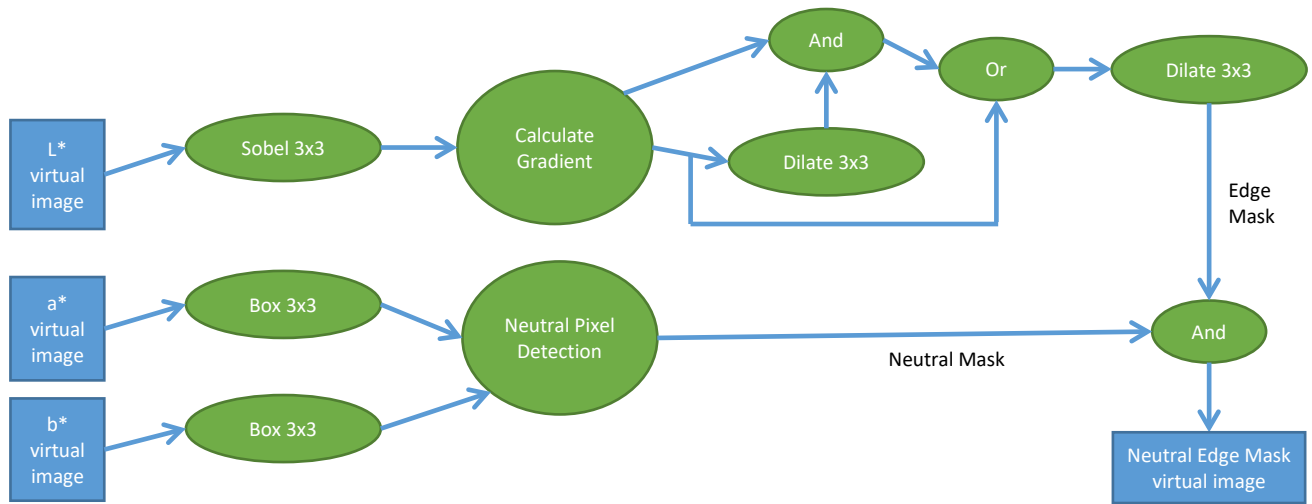 And
Or
Dilate 3x3
L*
virtual
image
Sobel 3x3
Calculate
Gradient
Dilate 3x3
Edge
Mask
a*
virtual
image
Box 3x3
Neutral Pixel
Detection
Neutral Mask
And
b*
virtual
image
Box 3x3
Neutral Edge Mask
virtual image